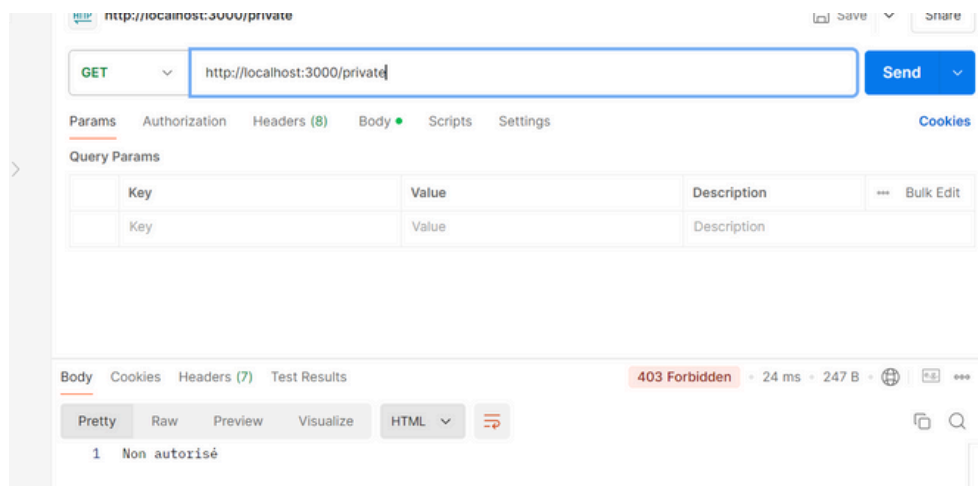 HTTP http://localhost:3000/private Save Share
GET http://localhost:3000/private Send
Params Authorization Headers (8) Body Scripts Settings Cookies
Query Params
Key Value Description Bulk Edit
Key Value Description
Body Cookies Headers (7) Test Results 403 Forbidden 24 ms 247 B
Pretty Raw Preview Visualize HTML
1 Non autorisé